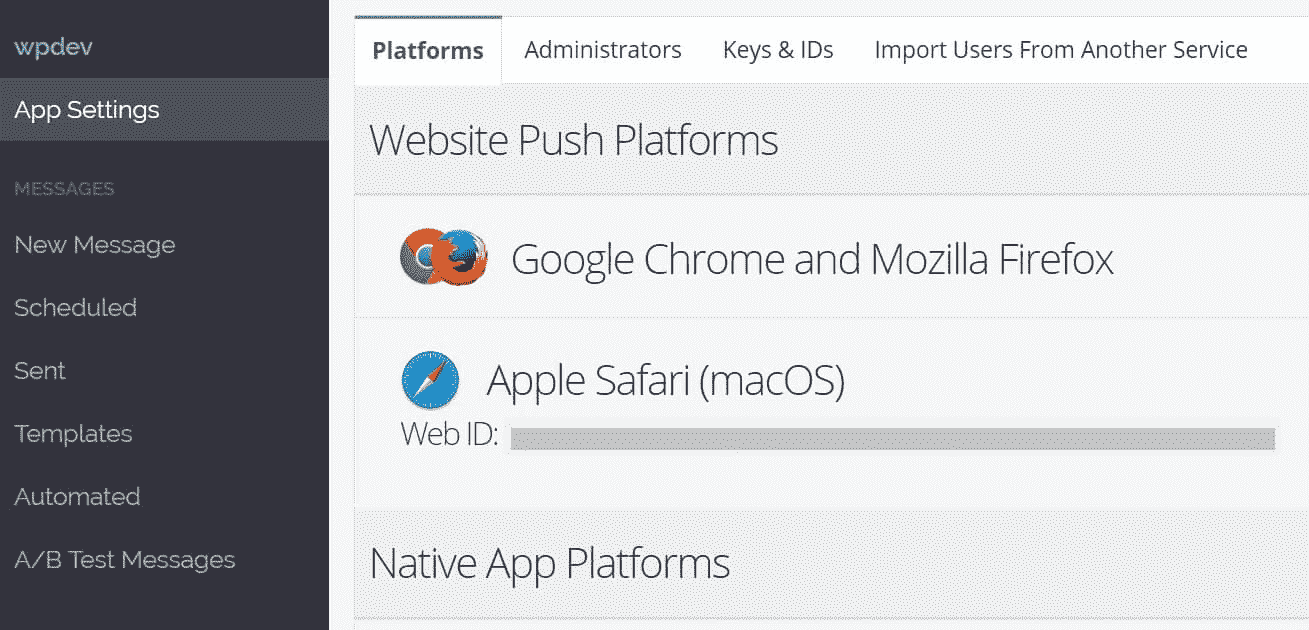 wpdev
App Settings
MESSAGES
New Message
Scheduled
Sent
Templates
Automated
A/B Test Messages
Platforms Administrators Keys & IDs Import Users From Another Service
Website Push Platforms
Google Chrome and Mozilla Firefox
Apple Safari (macOS)
Web ID:
Native App Platforms